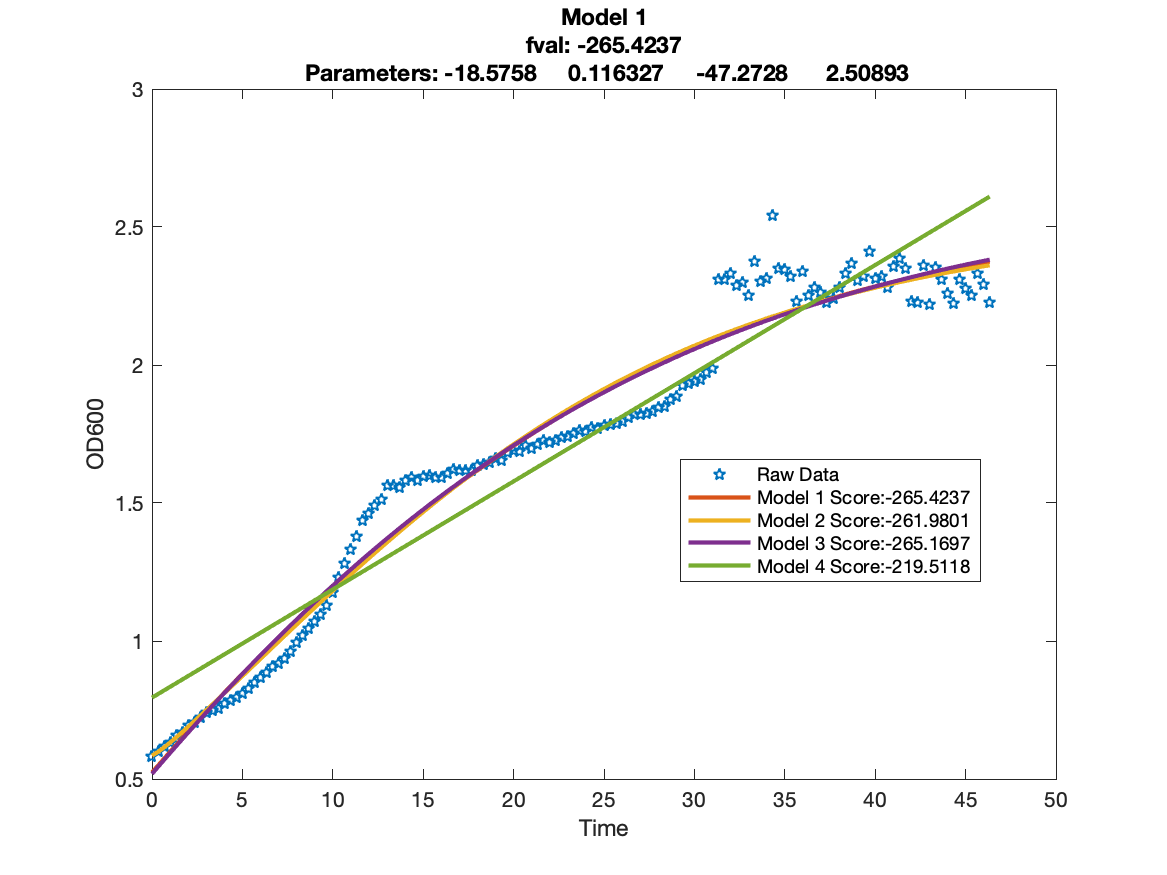 Model 1
fval: -265.4237
Parameters: -18.5758 0.116327 -47.2728 2.50893
3
2.5
2
1.5
1
0.5
OD600
0 5 10 15 20 25 30 35 40 45 50
Time
Raw Data
Model 1 Score:-265.4237
Model 2 Score:-261.9801
Model 3 Score:-265.1697
Model 4 Score:-219.5118